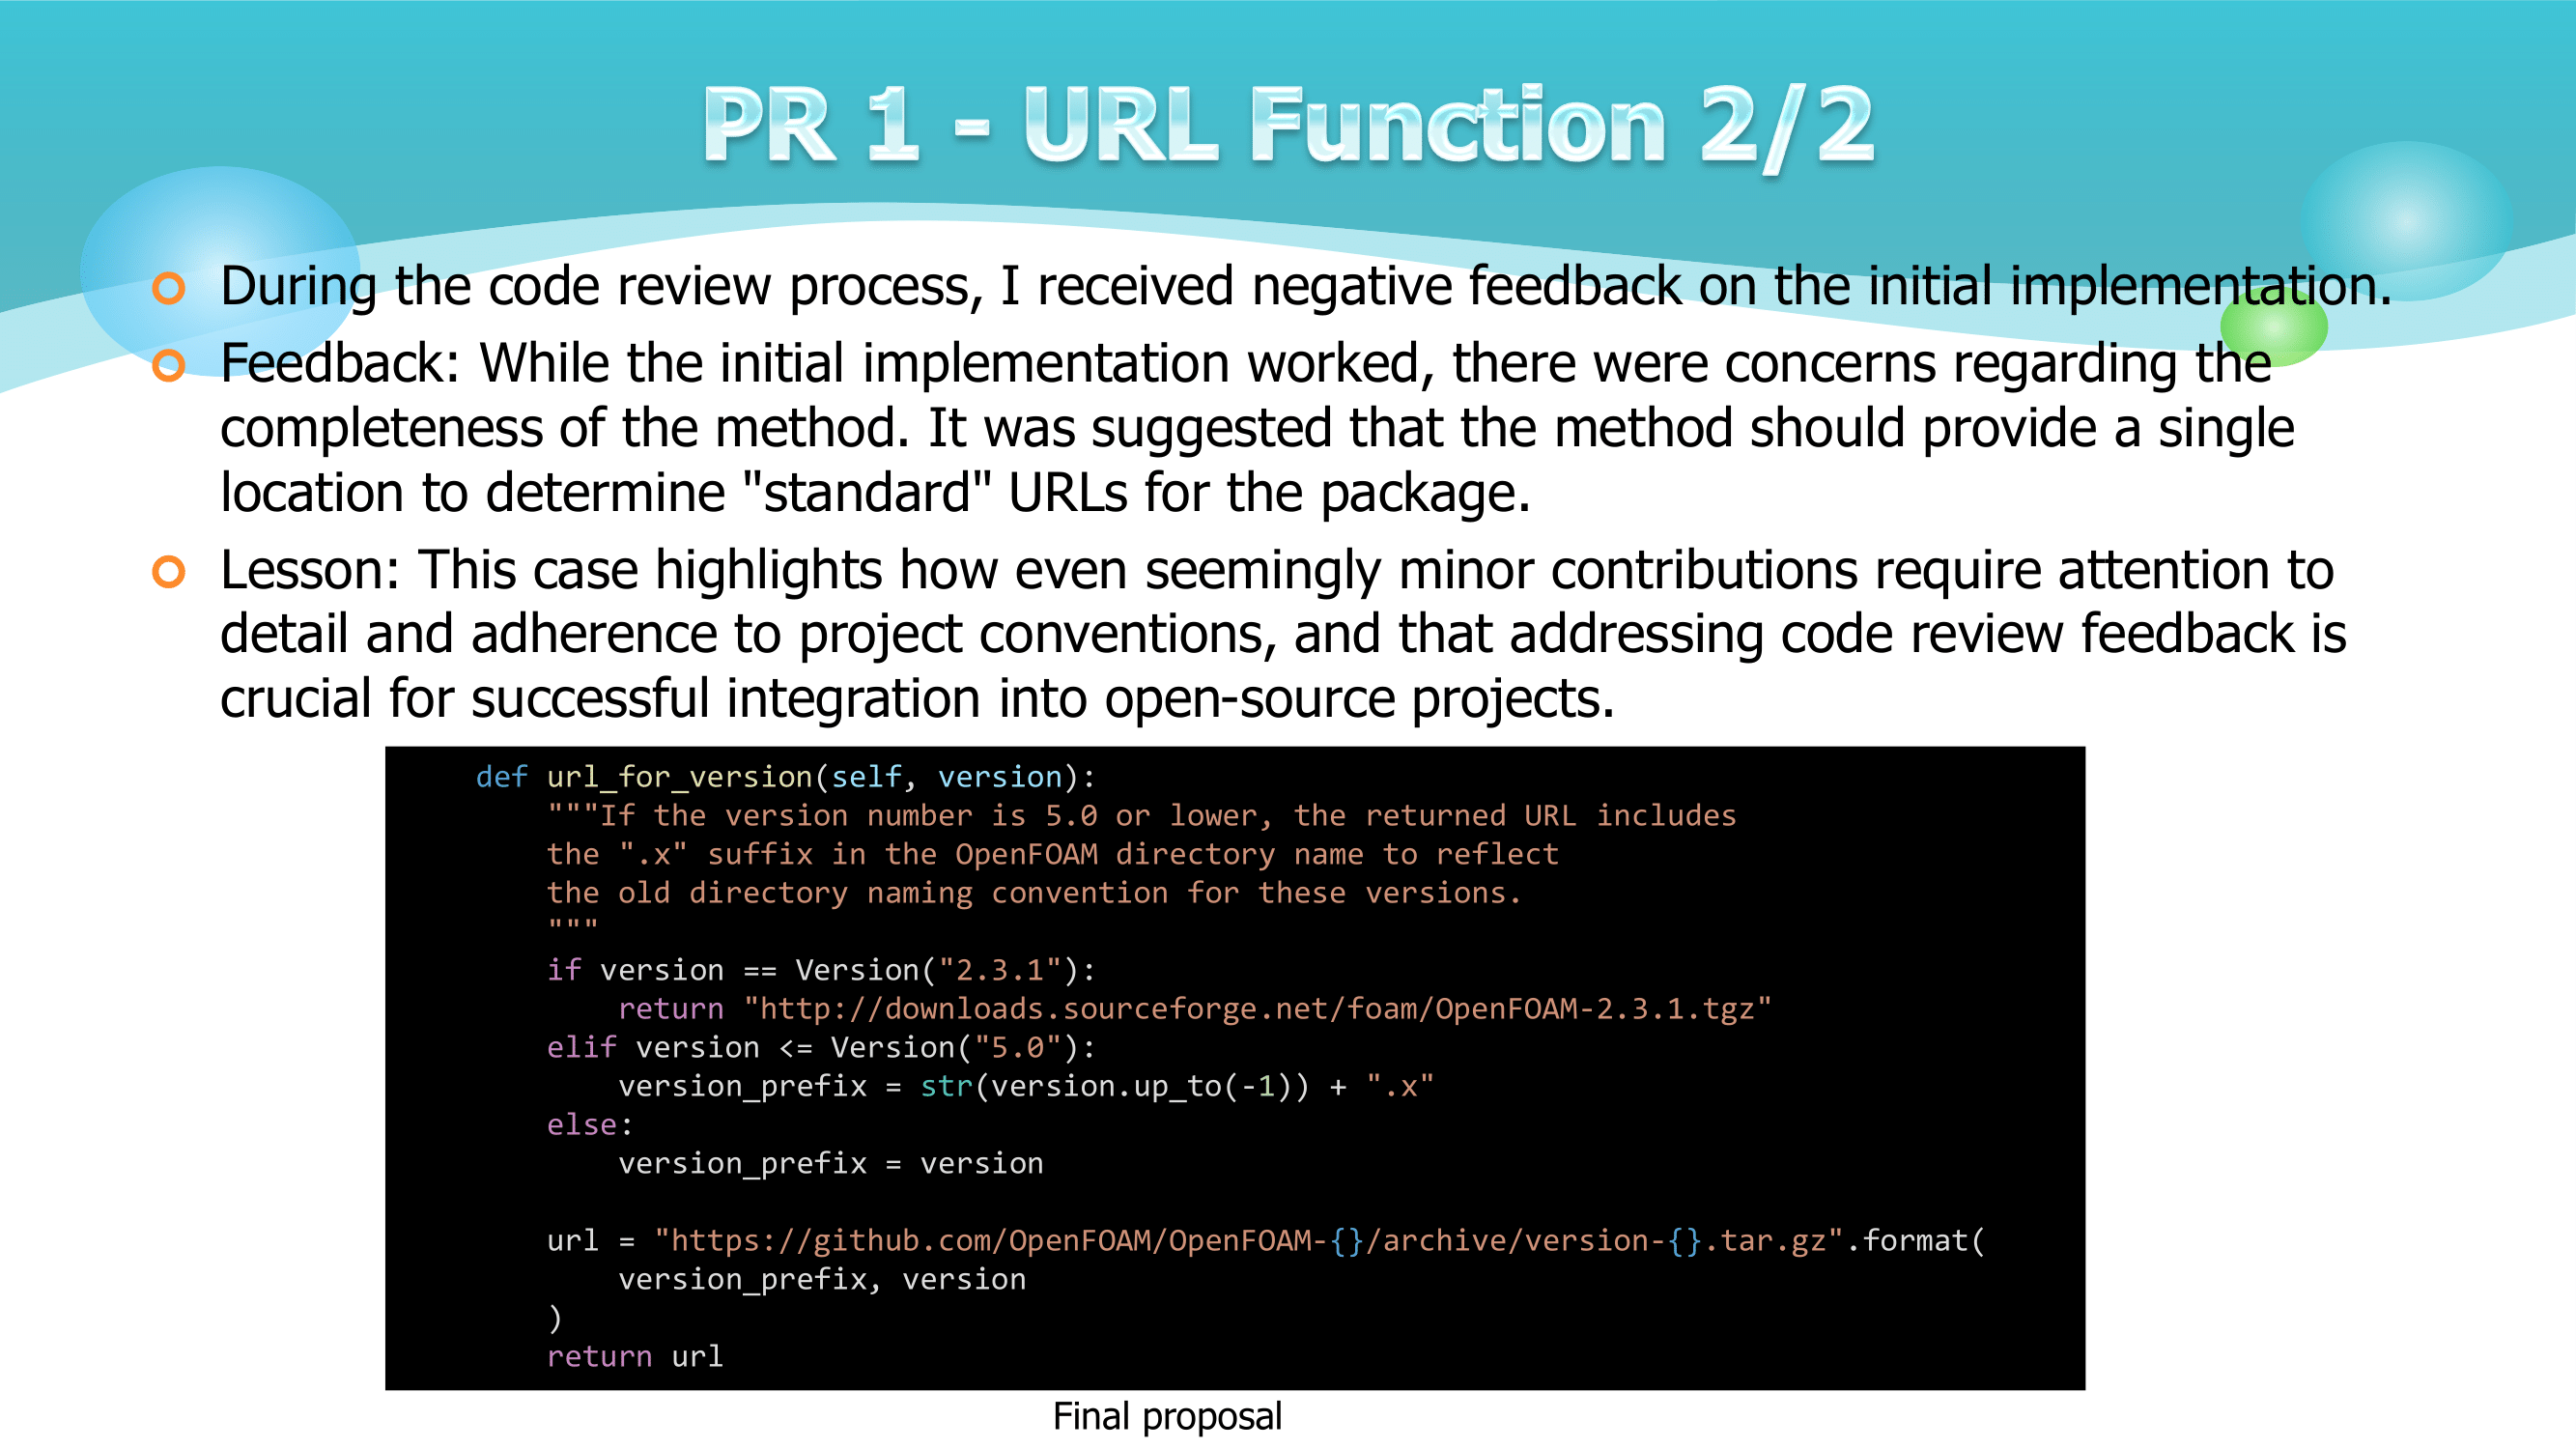 PR 1 - URL Function 2/2
During the code review process, I received negative feedback on the initial implementation.
Feedback: While the initial implementation worked, there were concerns regarding the
completeness of the method. It was suggested that the method should provide a single
location to determine "standard" URLs for the package.
Lesson: This case highlights how even seemingly minor contributions require attention to
detail and adherence to project conventions, and that addressing code review feedback is
crucial for successful integration into open-source projects.
def url_for_version(self, version):
    """If the version number is 5.0 or lower, the returned URL includes
    the ".x" suffix in the OpenFOAM directory name to reflect
    the old directory naming convention for these versions.
    """
    if version == Version("2.3.1"):
        return "http://downloads.sourceforge.net/foam/OpenFOAM-2.3.1.tgz"
    elif version <= Version("5.0"):
        version_prefix = str(version.up_to(-1)) + ".x"
    else:
        version_prefix = version
    url = "https://github.com/OpenFOAM/OpenFOAM-{}/archive/version-{}.tar.gz".format(
        version_prefix, version
    )
    return url
Final proposal